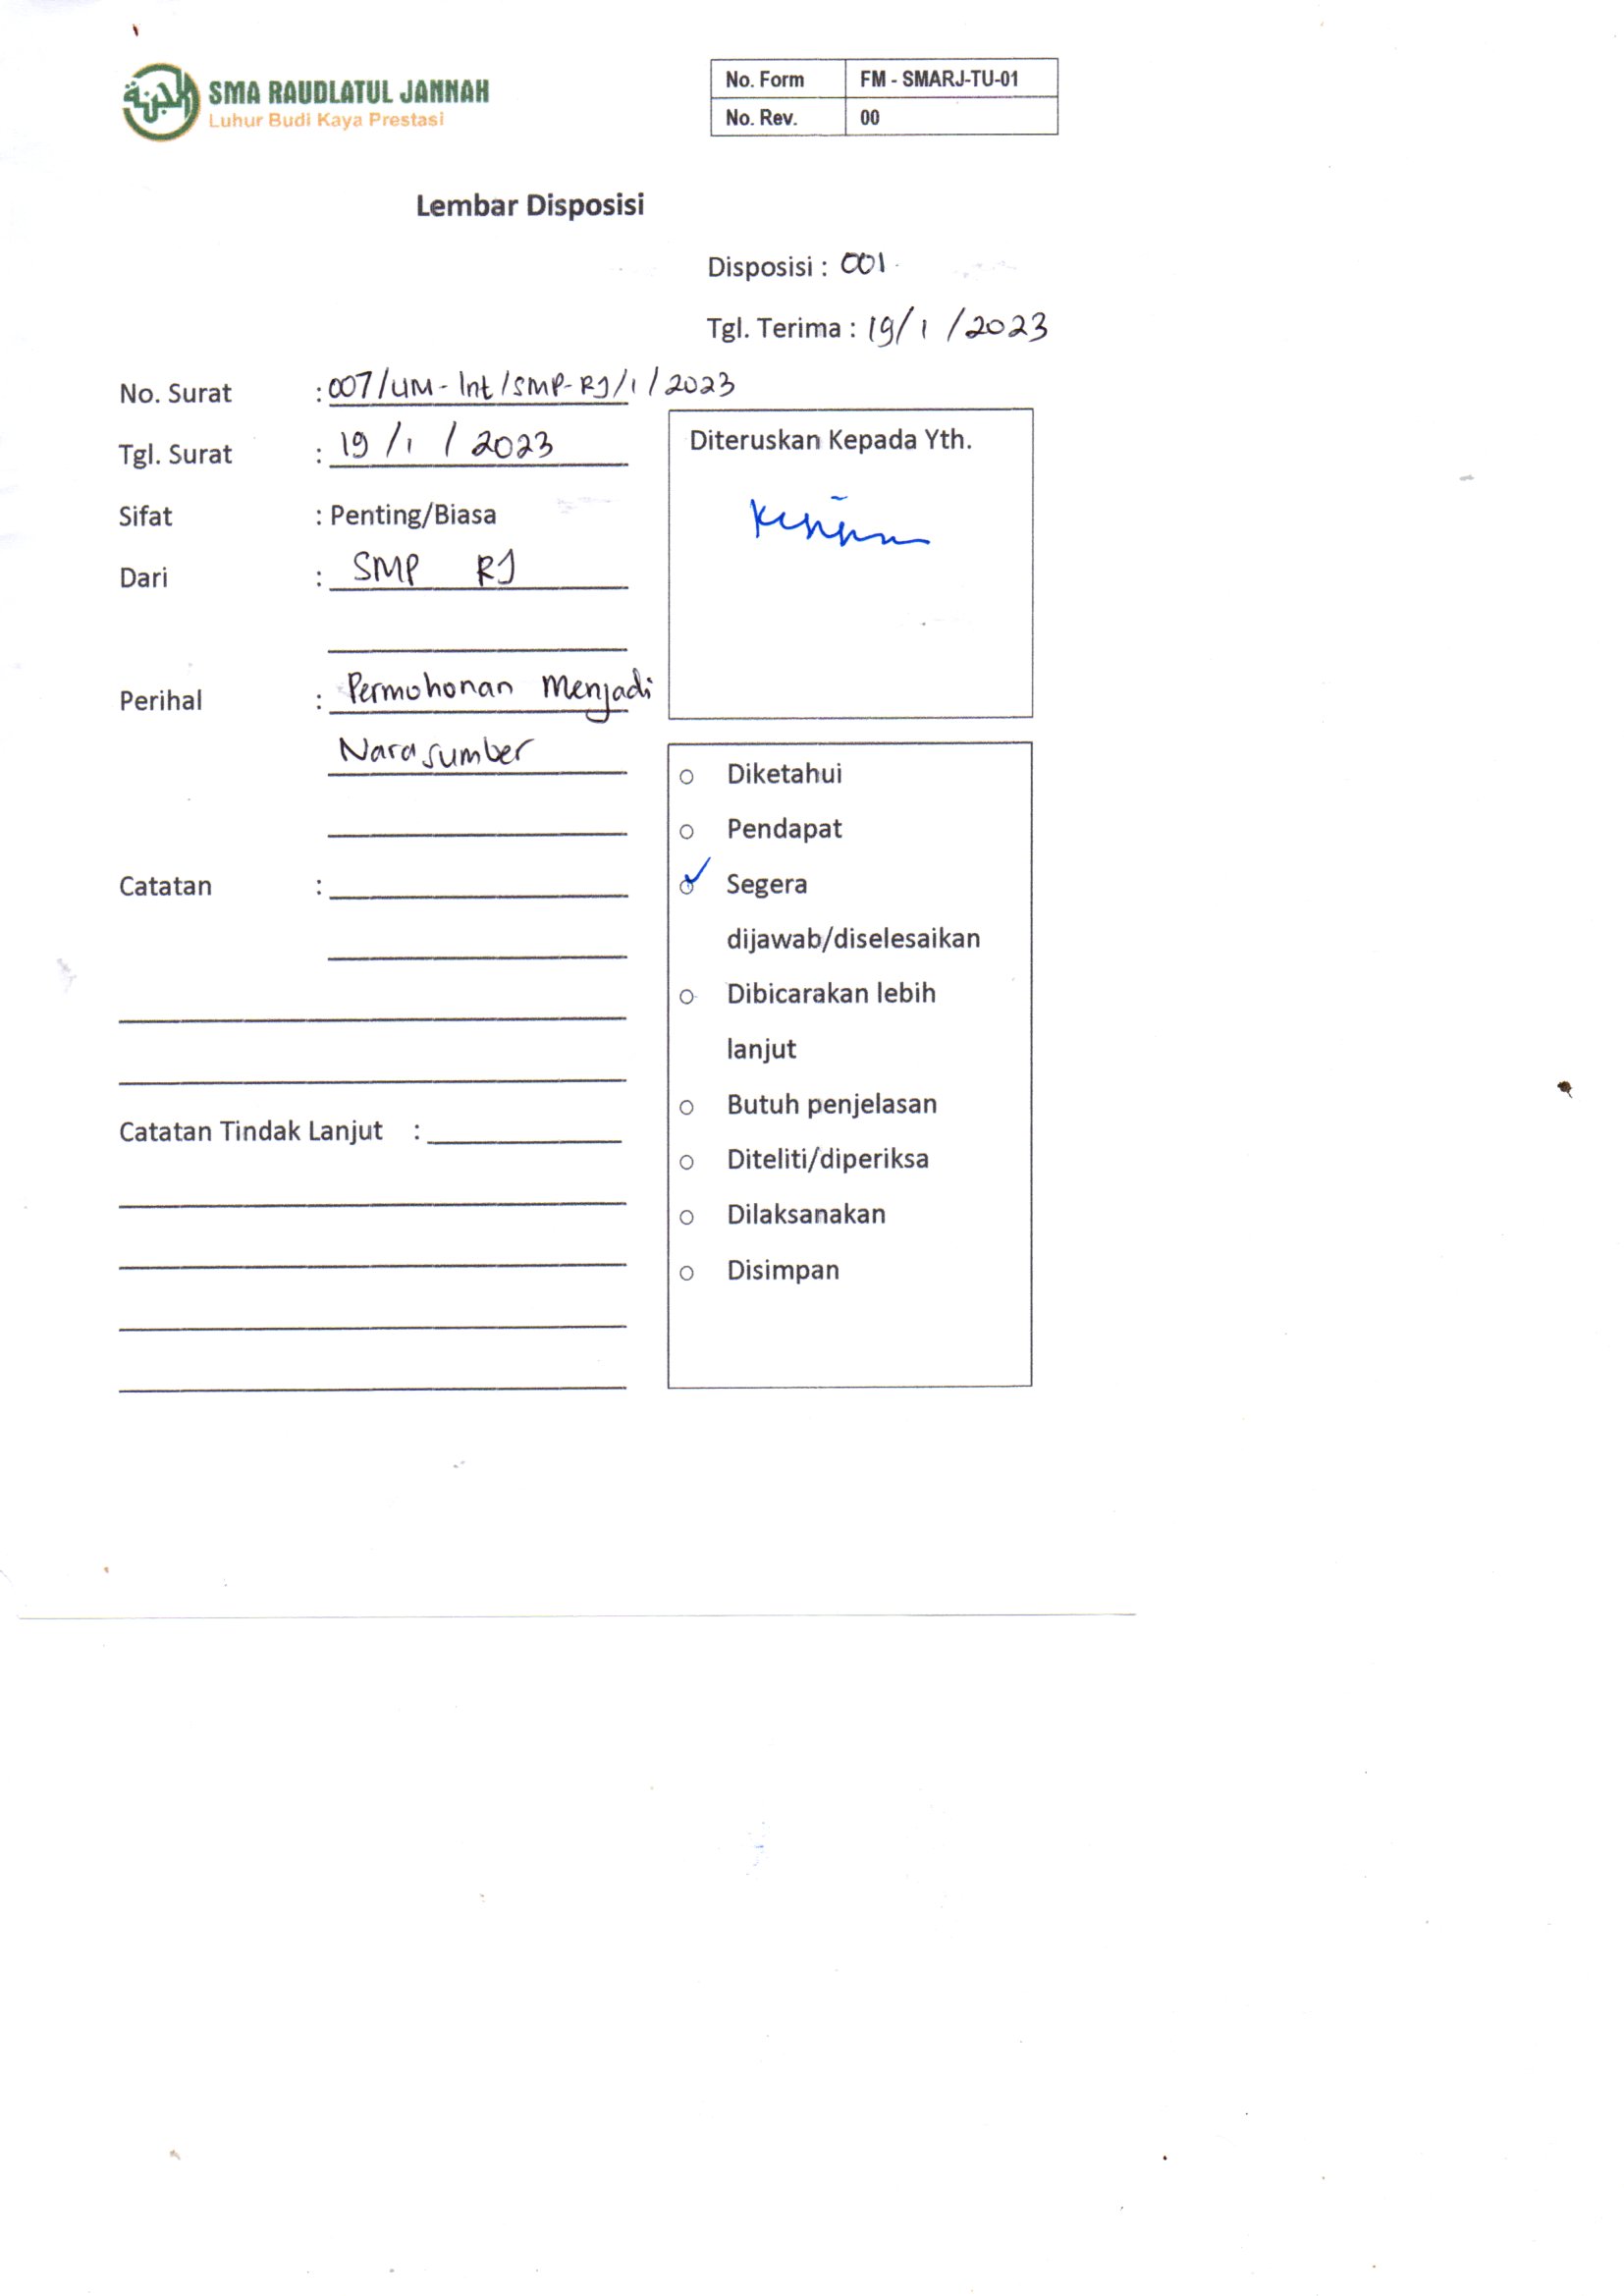 SMA RAUDLATUL JANNAH
Luhur Budi Kaya Prestasi
No. Form FM - SMARJ-TU-01
No. Rev. 00
Lembar Disposisi
Disposisi : 001
Tgl. Terima : 19/1/2023
No. Surat : 007/UM-Int/SMP-RJ/1/2023
Tgl. Surat : 19/1/2023
Sifat : Penting/Biasa
Dari : SMP RJ
Perihal : Permohonan Menjadi
Narasumber
Catatan :
Catatan Tindak Lanjut :
Diteruskan Kepada Yth.
Diketahui
Pendapat
Segera
dijawab/diselesaikan
Dibicarakan lebih
lanjut
Butuh penjelasan
Diteliti/diperiksa
Dilaksanakan
Disimpan